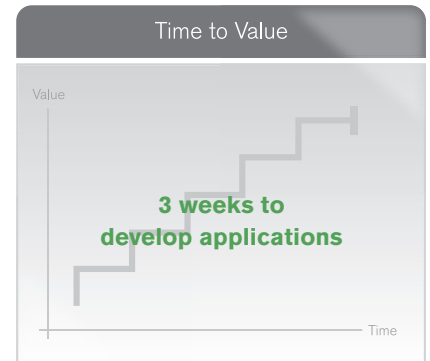 Time to Value
Value
3 weeks to
develop applications
Time